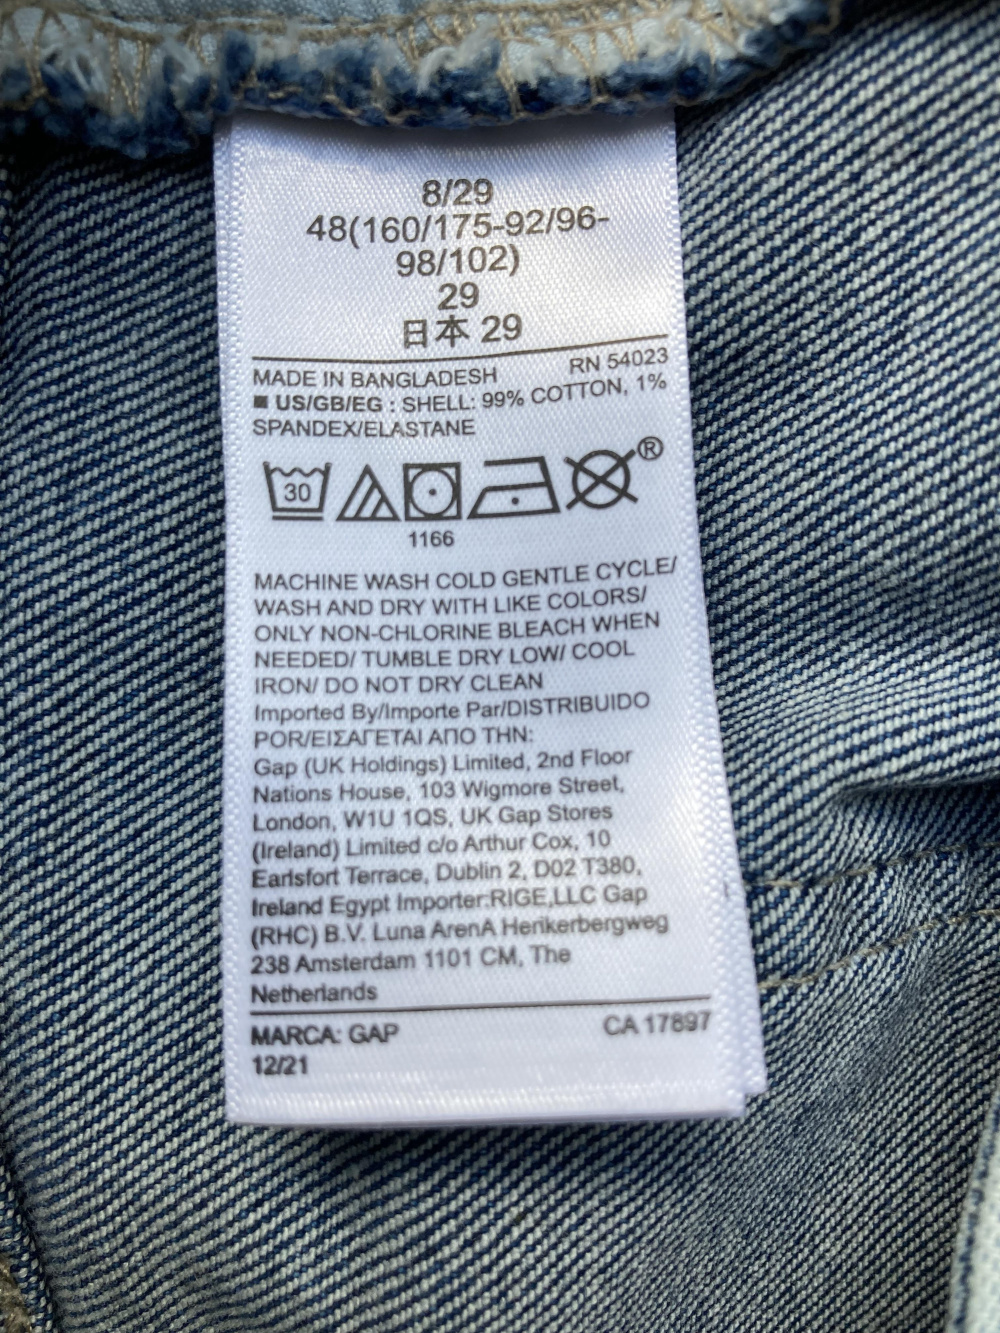 8/29
48(160/175-92/96-
98/102)
29
日本 29
MADE IN BANGLADESH RN 54023
■ US/GB/EG : SHELL: 99% COTTON, 1%
SPANDEX/ELASTANE
30 ®
1166
MACHINE WASH COLD GENTLE CYCLE/
WASH AND DRY WITH LIKE COLORS/
ONLY NON-CHLORINE BLEACH WHEN
NEEDED/ TUMBLE DRY LOW/ COOL
IRON/ DO NOT DRY CLEAN
Imported By/Importe Par/DISTRIBUIDO
POR/ΕΙΣΑΓΕΤΑΙ ΑΠΟ ΤΗΝ:
Gap (UK Holdings) Limited, 2nd Floor
Nations House, 103 Wigmore Street,
London, W1U 1QS, UK Gap Stores
(Ireland) Limited c/o Arthur Cox, 10
Earlsfort Terrace, Dublin 2, D02 T380,
Ireland Egypt Importer:RIGE,LLC Gap
(RHC) B.V. Luna ArenA Herikerbergweg
238 Amsterdam 1101 CM, The
Netherlands
MARCA: GAP CA 17897
12/21